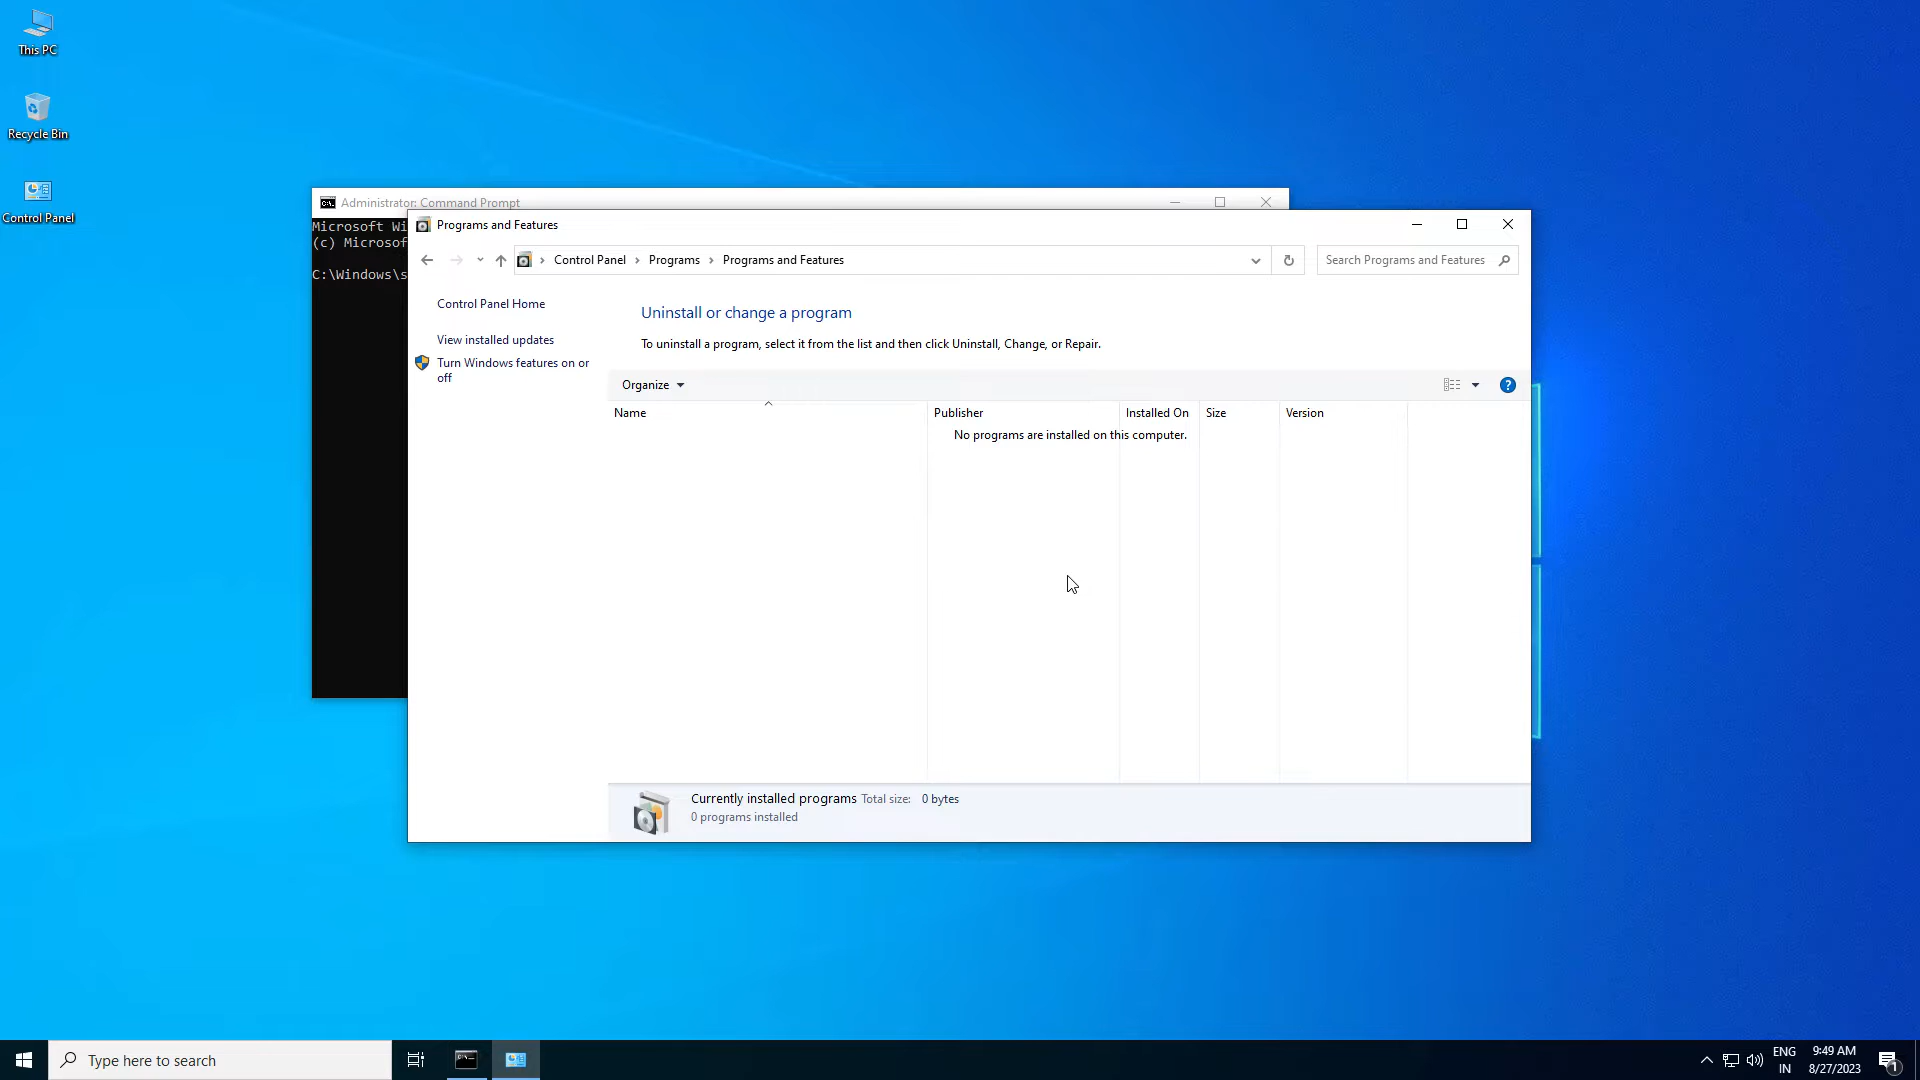 This PC
Recycle Bin
Control Panel
Administrator: Command Prompt
Microsoft Wi
(c) Microsof
C:\Windows\s
Programs and Features
Control Panel
Programs
Programs and Features
Search Programs and Features
Control Panel Home
View installed updates
Turn Windows features on or
off
Uninstall or change a program
To uninstall a program, select it from the list and then click Uninstall, Change, or Repair.
Organize
?
Name
Publisher
Installed On
Size
Version
No programs are installed on this computer.
Currently installed programs Total size: 0 bytes
0 programs installed
Type here to search
ENG
IN
9:49 AM
8/27/2023
1